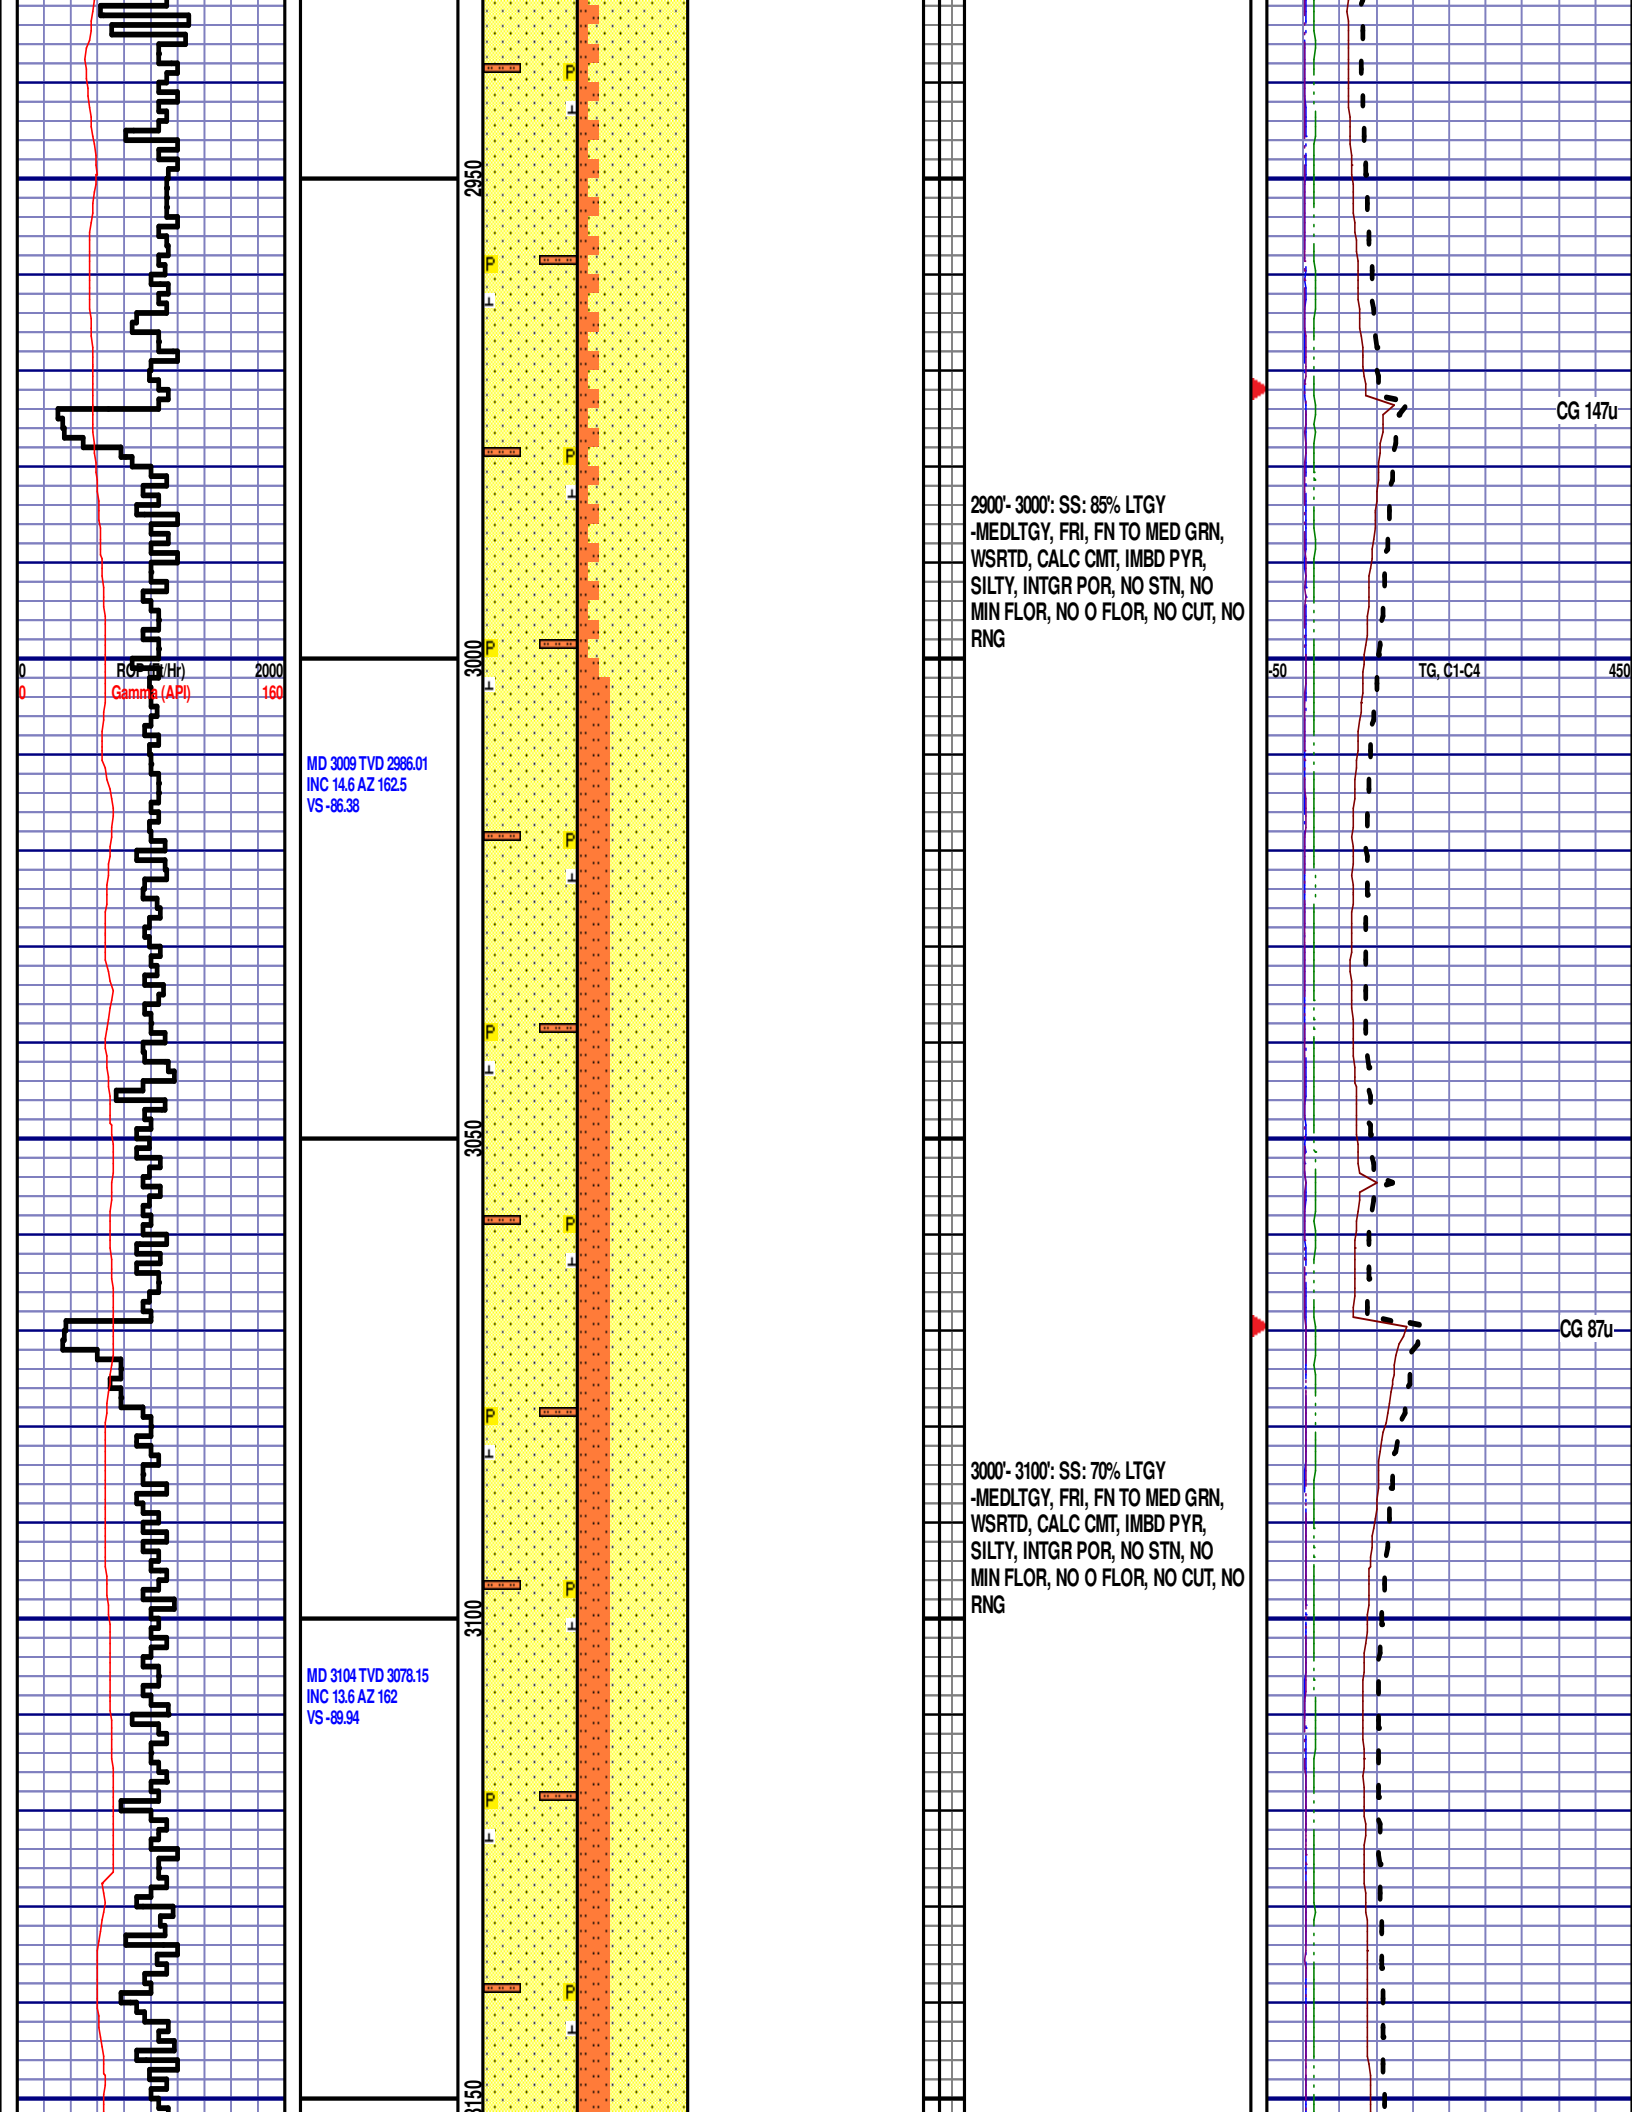 P
2950
P
CG 147u
P
2900'- 3000': SS: 85% LTGY
-MEDLTGY, FRI, FN TO MED GRN,
WSRTD, CALC CMT, IMBD PYR,
SILTY, INTGR POR, NO STN, NO
MIN FLOR, NO O FLOR, NO CUT, NO
RNG
P
3000
0 ROP (Ft/Hr) 2000
0 Gamma (API) 160
-50 TG, C1-C4 450
MD 3009 TVD 2986.01
INC 14.6 AZ 162.5
VS -86.38
P
P
3050
P
CG 87u
P
3000'- 3100': SS: 70% LTGY
-MEDLTGY, FRI, FN TO MED GRN,
WSRTD, CALC CMT, IMBD PYR,
SILTY, INTGR POR, NO STN, NO
MIN FLOR, NO O FLOR, NO CUT, NO
RNG
P
3100
MD 3104 TVD 3078.15
INC 13.6 AZ 162
VS -89.94
P
P
3150